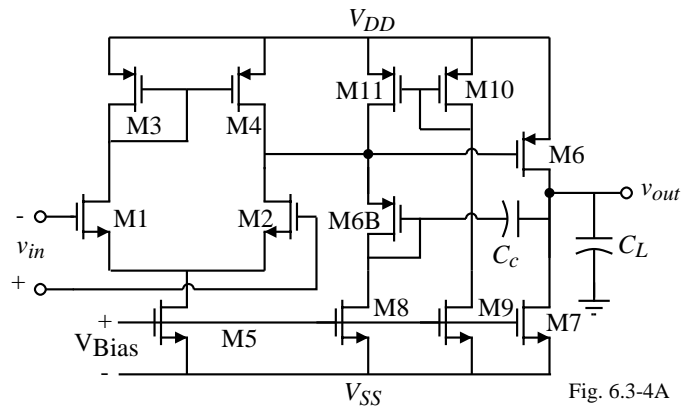 V_DD
M11
M10
M3
M4
M6
v_out
-
M1
M2
M6B
v_in
C_c
C_L
+
+
M8
M9
M7
V_Bias
M5
-
V_SS
Fig. 6.3-4A